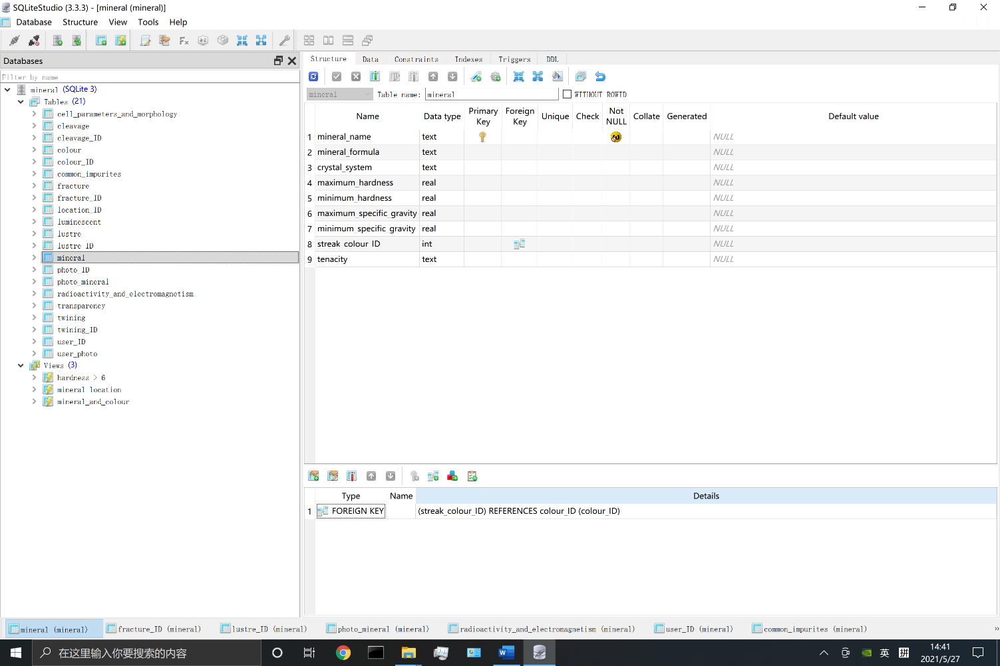 SQLiteStudio (3.3.3) - [mineral (mineral)]
Database Structure View Tools Help
Databases
Filter by name
mineral (SQLite 3)
Tables (21)
cell_parameters_and_morphology
cleavage
cleavage_ID
colour
colour_ID
common_impurites
fracture
fracture_ID
location_ID
luminescent
lustre
lustre_ID
mineral
photo_ID
photo_mineral
radioactivity_and_electromagnetism
transparency
twining
twining_ID
user_ID
user_photo
Views (3)
hardness > 6
mineral location
mineral_and_colour
Structure Data Constraints Indexes Triggers DDL
mineral Table name: mineral WITHOUT ROWID
Name Data type Primary Key Foreign Key Unique Check Not NULL Collate Generated Default value
1 mineral_name text NULL
2 mineral_formula text NULL
3 crystal_system text NULL
4 maximum_hardness real NULL
5 minimum_hardness real NULL
6 maximum_specific_gravity real NULL
7 minimum_specific_gravity real NULL
8 streak_colour_ID int NULL
9 tenacity text NULL
Type Name Details
1 FOREIGN KEY (streak_colour_ID) REFERENCES colour_ID (colour_ID)
mineral (mineral) fracture_ID (mineral) lustre_ID (mineral) photo_mineral (mineral) radioactivity_and_electromagnetism (mineral) user_ID (mineral) common_impurites (mineral) »
在这里输入你要搜索的内容
英 拼 14:41
2021/5/27